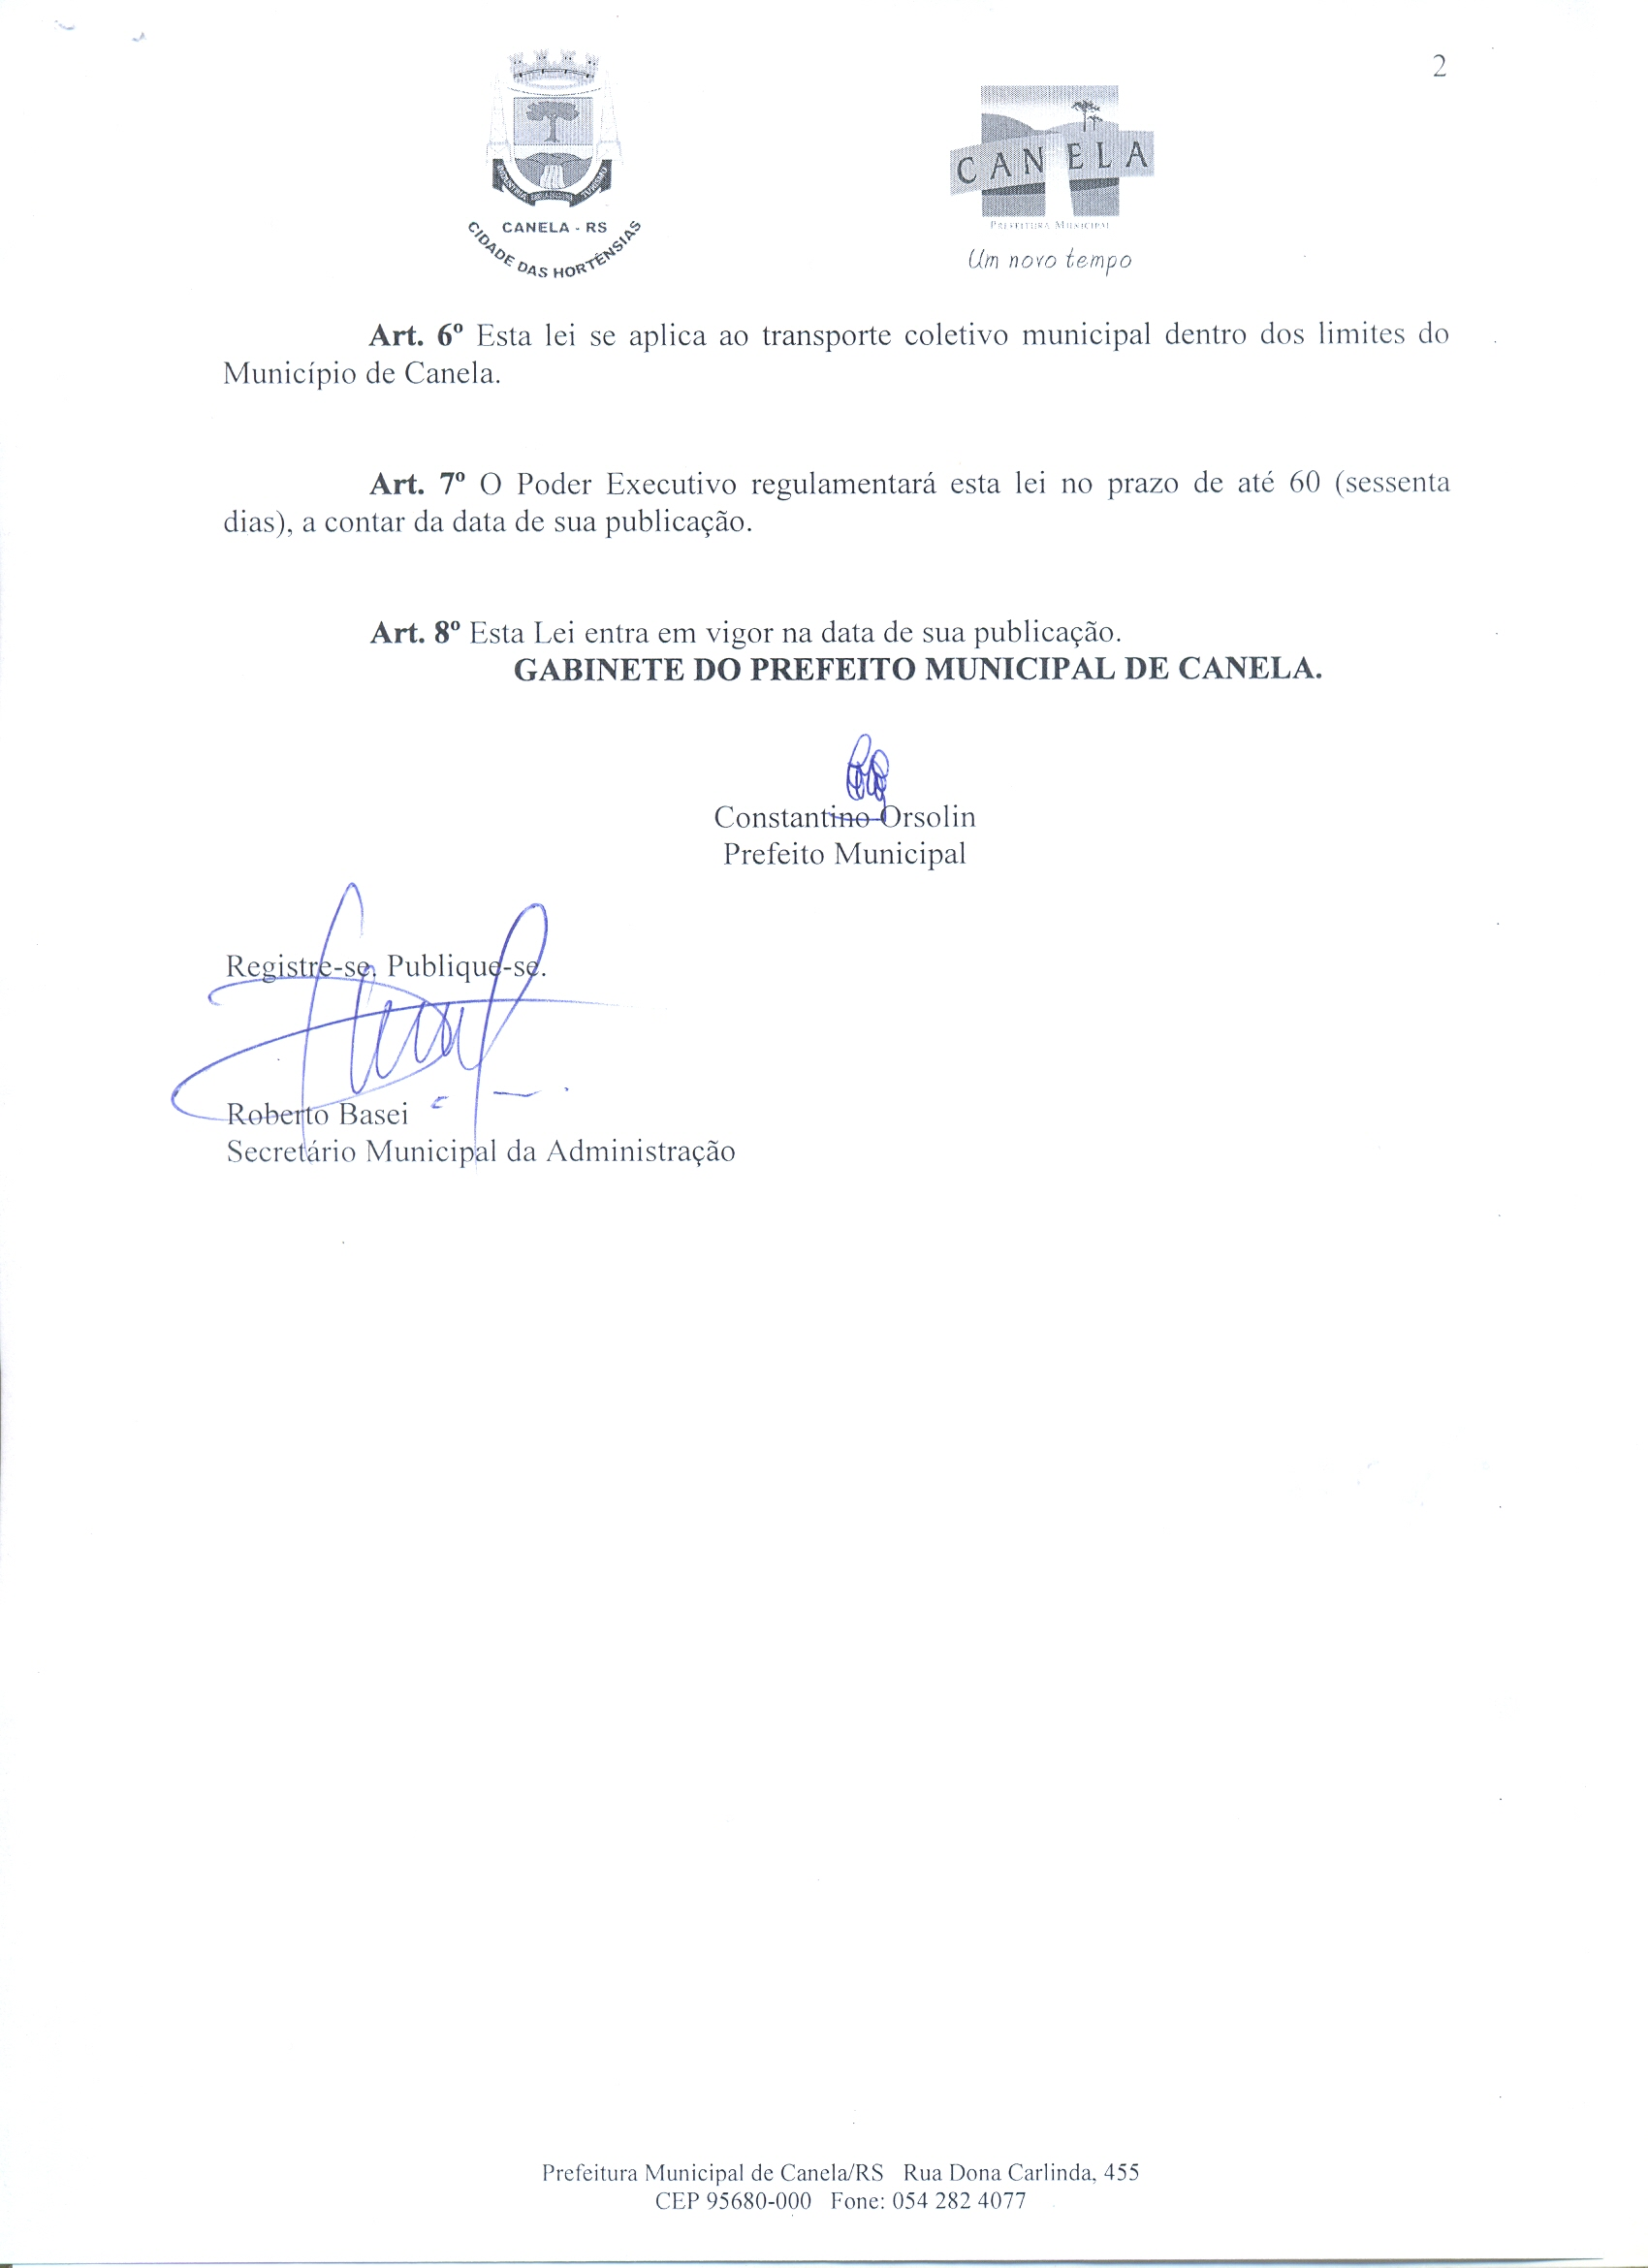 2
CANELA - RS
CIDADE DAS HORTÊNSIAS
CANELA
PREFEITURA MUNICIPAL
Um novo tempo
Art. 6º Esta lei se aplica ao transporte coletivo municipal dentro dos limites do
Município de Canela.
Art. 7º O Poder Executivo regulamentará esta lei no prazo de até 60 (sessenta
dias), a contar da data de sua publicação.
Art. 8º Esta Lei entra em vigor na data de sua publicação.
GABINETE DO PREFEITO MUNICIPAL DE CANELA.
Constantino Orsolin
Prefeito Municipal
Registre-se. Publique-se.
Roberto Basei
Secretário Municipal da Administração
Prefeitura Municipal de Canela/RS Rua Dona Carlinda, 455
CEP 95680-000 Fone: 054 282 4077